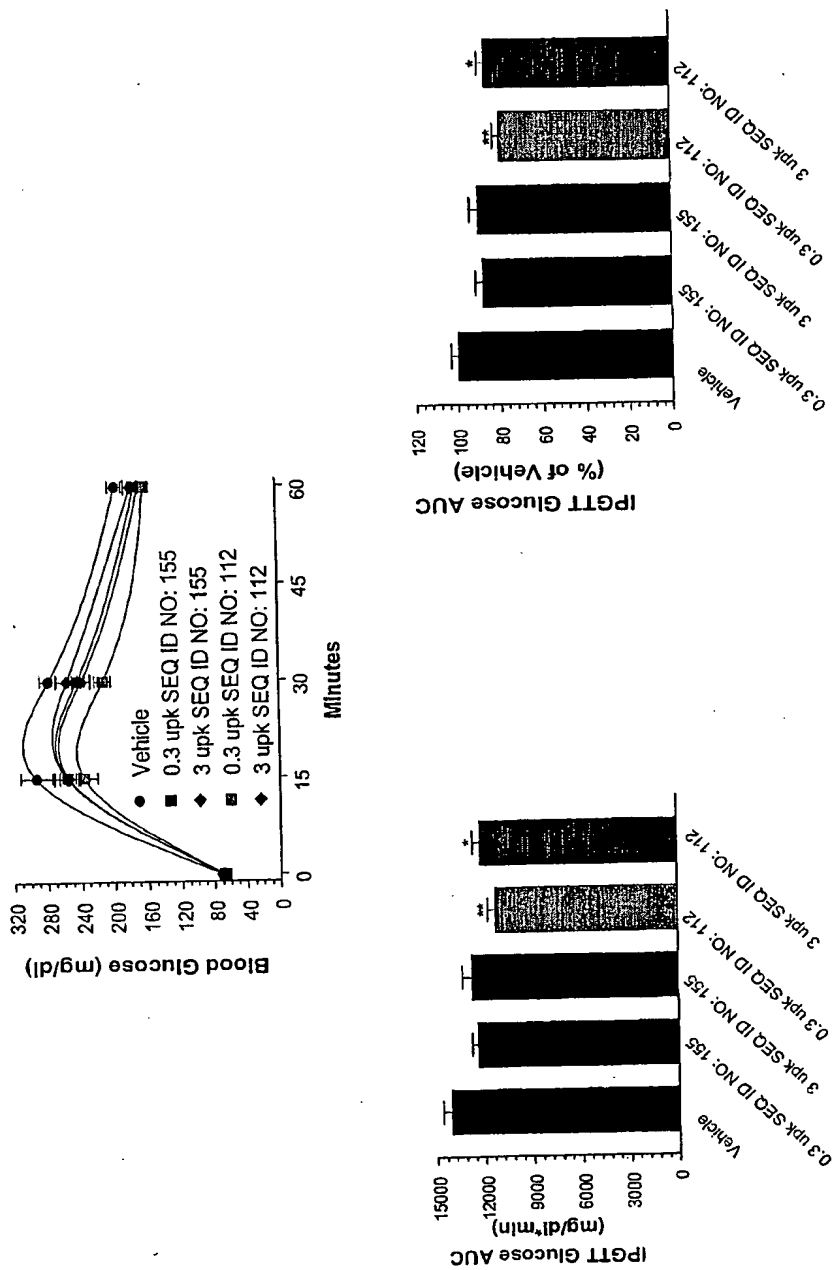 Blood Glucose (mg/dl)
320
280
240
200
160
120
80
40
0
0
15
30
45
60
Minutes
Vehicle
0.3 upk SEQ ID NO: 155
3 upk SEQ ID NO: 155
0.3 upk SEQ ID NO: 112
3 upk SEQ ID NO: 112
IPGTT Glucose AUC
(mg/dl*min)
15000
12000
9000
6000
3000
0
**
*
Vehicle
0.3 upk SEQ ID NO: 155
3 upk SEQ ID NO: 155
0.3 upk SEQ ID NO: 112
3 upk SEQ ID NO: 112
IPGTT Glucose AUC
(% of Vehicle)
120
100
80
60
40
20
0
**
*
Vehicle
0.3 upk SEQ ID NO: 155
3 upk SEQ ID NO: 155
0.3 upk SEQ ID NO: 112
3 upk SEQ ID NO: 112